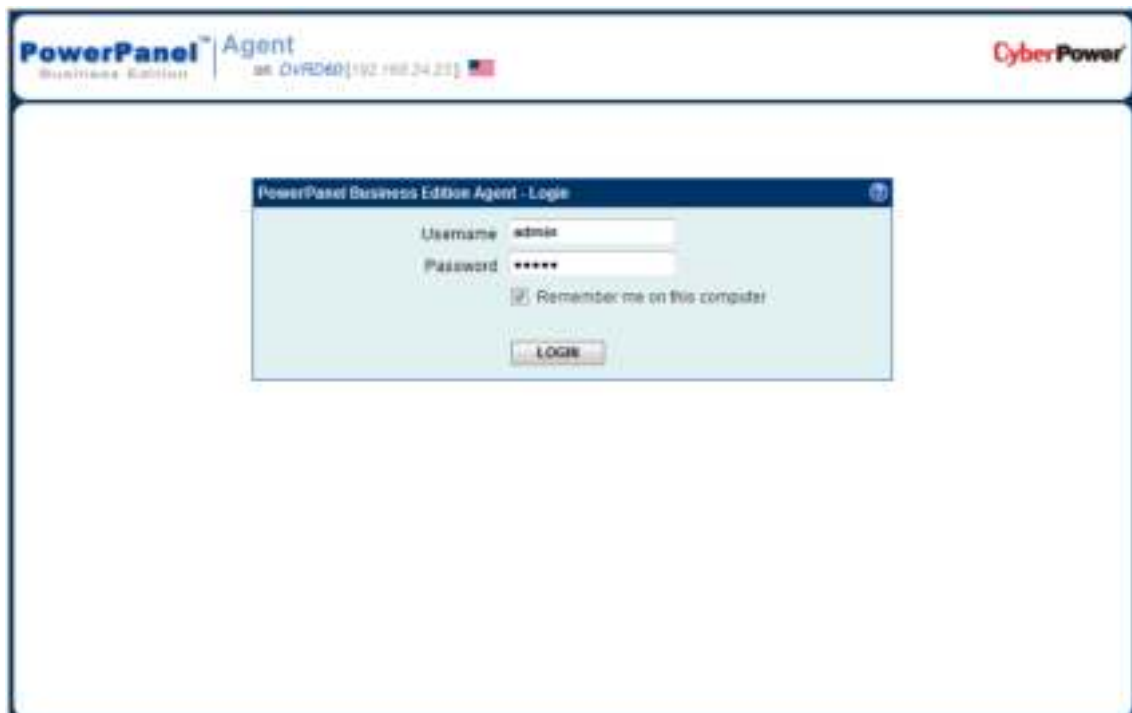 PowerPanel™ Agent
Business Edition
on DVRD60
CyberPower
PowerPanel Business Edition Agent - Login
Username admin
Password •••••
Remember me on this computer
LOGIN